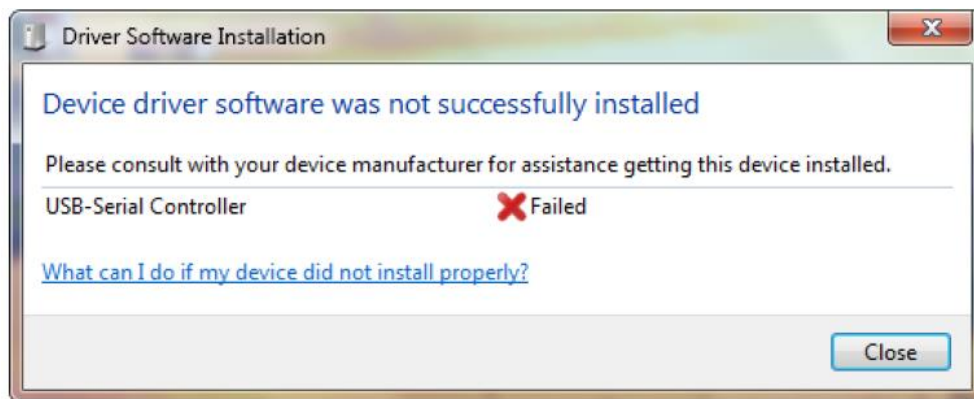 Driver Software Installation
Device driver software was not successfully installed
Please consult with your device manufacturer for assistance getting this device installed.
USB-Serial Controller Failed
What can I do if my device did not install properly?
Close